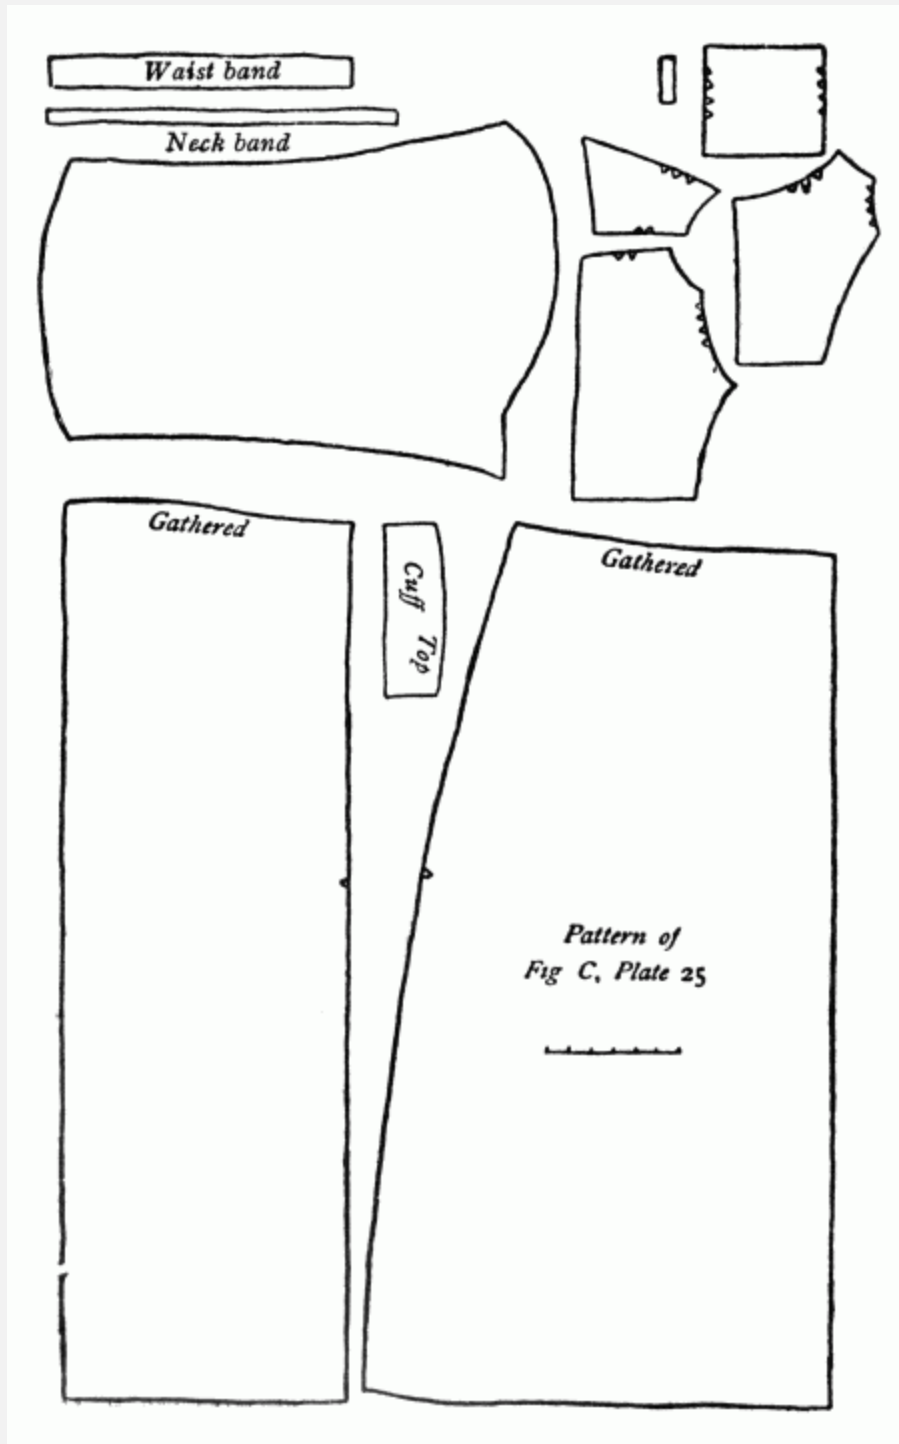 Waist band
Neck band
Gathered
Cuff Top
Gathered
Pattern of
Fig C, Plate 25